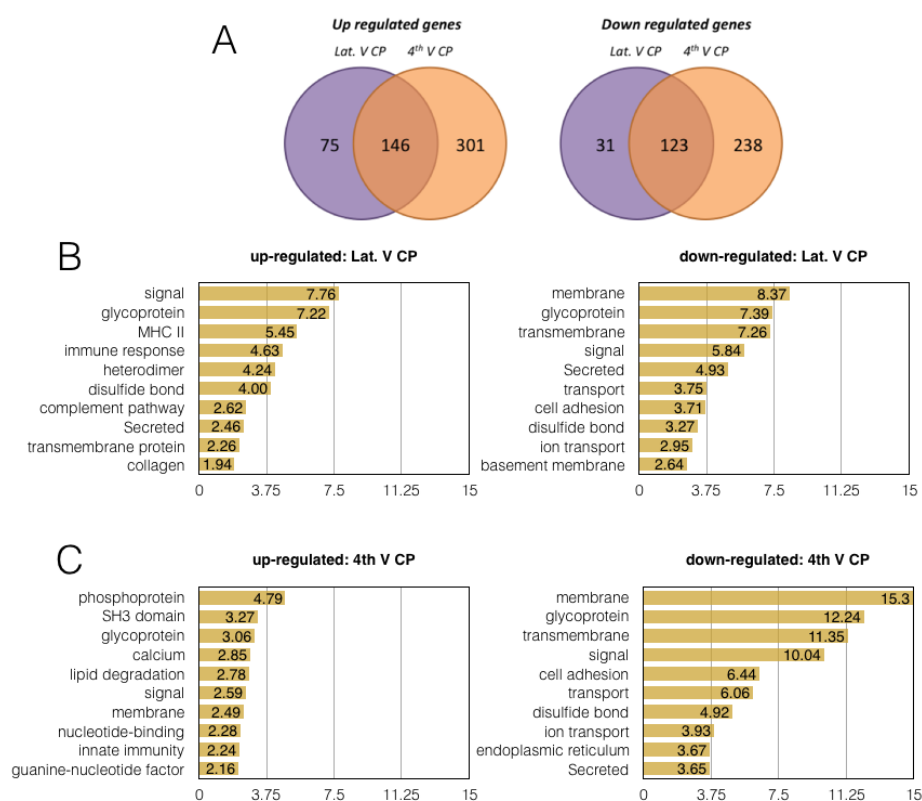 A
Up regulated genes
Lat. V CP 4th V CP
75 146 301
Down regulated genes
Lat. V CP 4th V CP
31 123 238
B
up-regulated: Lat. V CP
signal 7.76
glycoprotein 7.22
MHC II 5.45
immune response 4.63
heterodimer 4.24
disulfide bond 4.00
complement pathway 2.62
Secreted 2.46
transmembrane protein 2.26
collagen 1.94
0 3.75 7.5 11.25 15
down-regulated: Lat. V CP
membrane 8.37
glycoprotein 7.39
transmembrane 7.26
signal 5.84
Secreted 4.93
transport 3.75
cell adhesion 3.71
disulfide bond 3.27
ion transport 2.95
basement membrane 2.64
0 3.75 7.5 11.25 15
C
up-regulated: 4th V CP
phosphoprotein 4.79
SH3 domain 3.27
glycoprotein 3.06
calcium 2.85
lipid degradation 2.78
signal 2.59
membrane 2.49
nucleotide-binding 2.28
innate immunity 2.24
guanine-nucleotide factor 2.16
0 3.75 7.5 11.25 15
down-regulated: 4th V CP
membrane 15.3
glycoprotein 12.24
transmembrane 11.35
signal 10.04
cell adhesion 6.44
transport 6.06
disulfide bond 4.92
ion transport 3.93
endoplasmic reticulum 3.67
Secreted 3.65
0 3.75 7.5 11.25 15